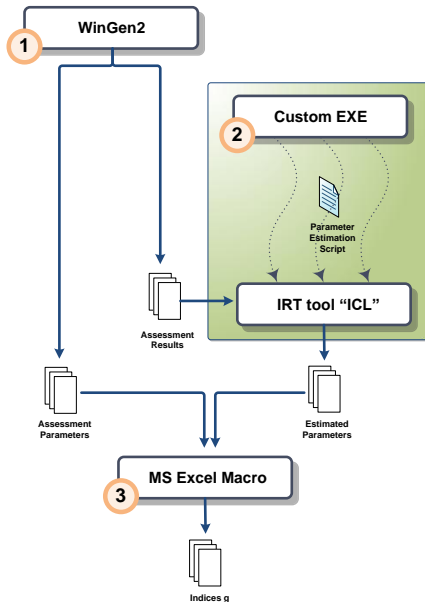 WinGen2
1
Custom EXE
2
Parameter
Estimation
Script
IRT tool “ICL”
Assessment
Results
Assessment
Parameters
Estimated
Parameters
MS Excel Macro
3
Indices g